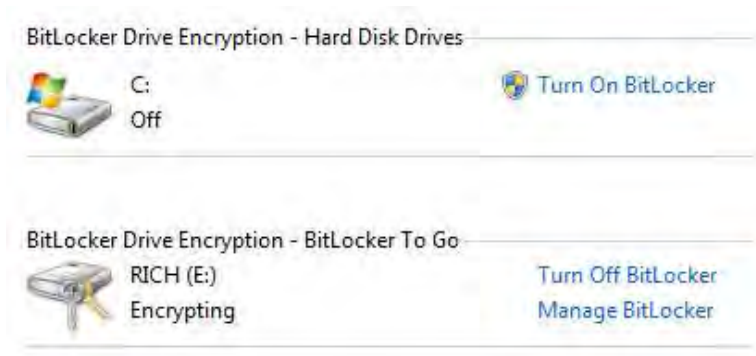 BitLocker Drive Encryption - Hard Disk Drives
C:
Turn On BitLocker
Off
BitLocker Drive Encryption - BitLocker To Go
RICH (E:)
Turn Off BitLocker
Encrypting
Manage BitLocker